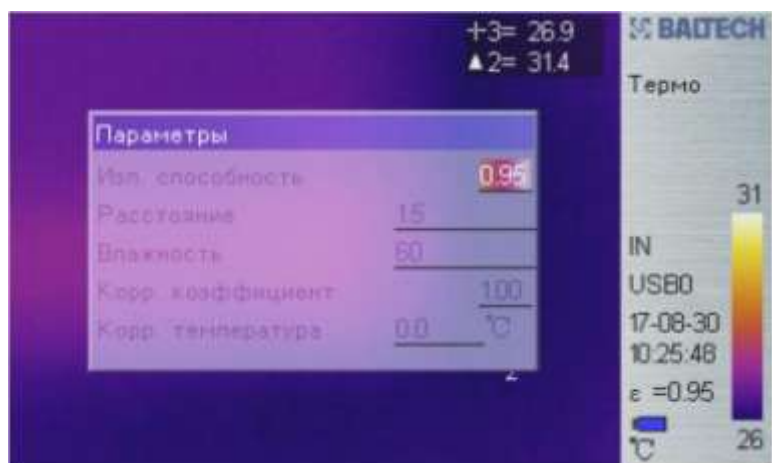 +3= 26.9
▲2= 31.4
BALTECH
Термо
Параметры
Изл. способность 0.95
Расстояние 15
Влажность 60
Корр. коэффициент 1.00
Корр. температура 0.0 °C
2
31
IN
USB0
17-08-30
10:25:48
ε =0.95
°C
26